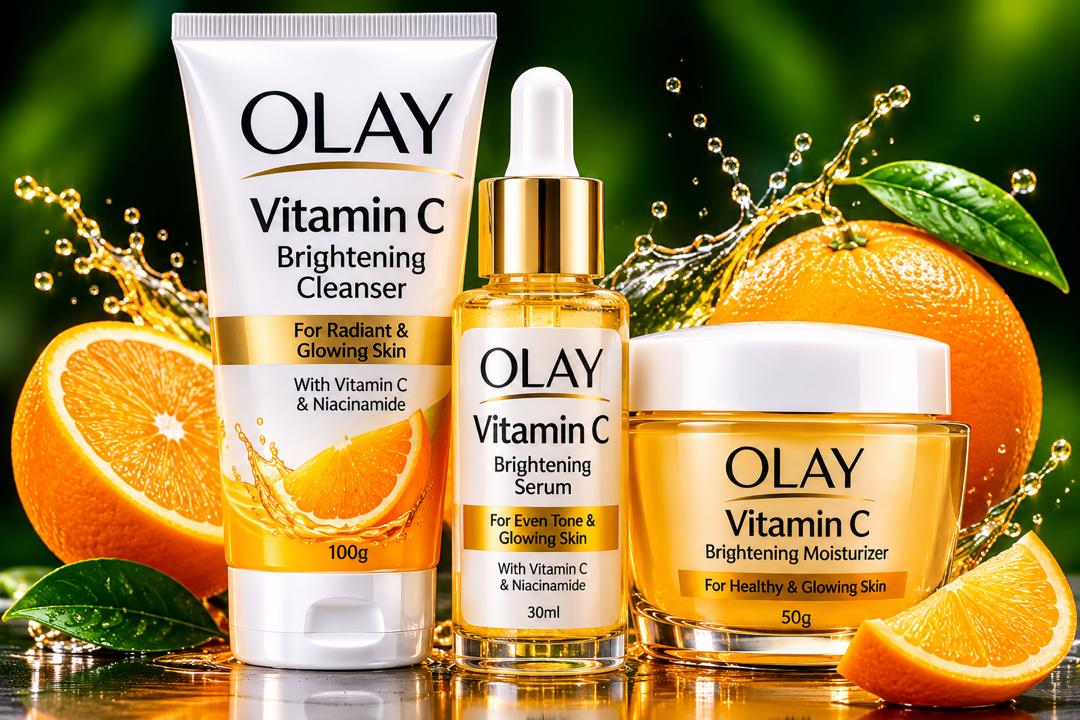 OLAY
Vitamin C
Brightening
Cleanser
For Radiant &
Glowing Skin
With Vitamin C
& Niacinamide
100g
OLAY
Vitamin C
Brightening
Serum
For Even Tone &
Glowing Skin
With Vitamin C
& Niacinamide
30ml
OLAY
Vitamin C
Brightening Moisturizer
For Healthy & Glowing Skin
50g